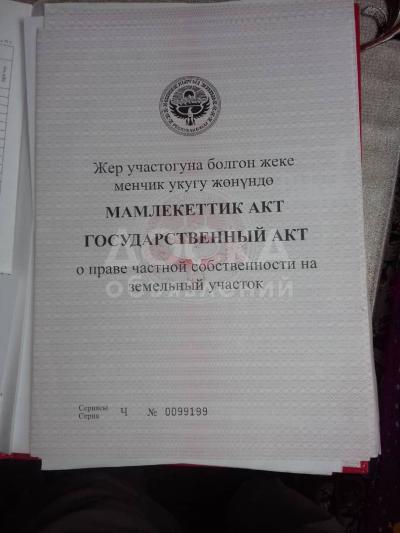 Жер участогуна болгон жеке
менчик укугу жөнүндө
МАМЛЕКЕТТИК АКТ
ГОСУДАРСТВЕННЫЙ АКТ
о праве частной собственности на
земельный участок
объявлений
Сериясы
Серия Ч № 0099199